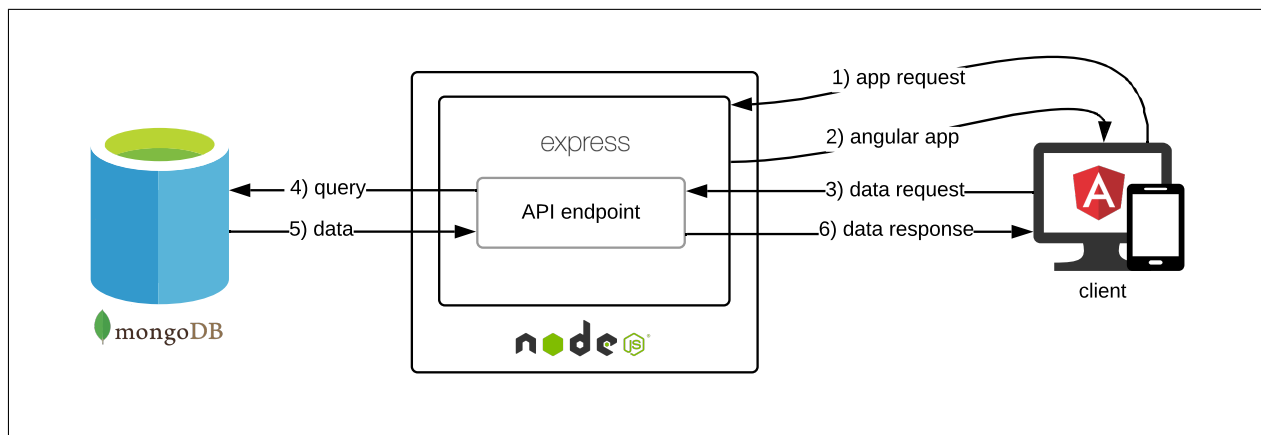 1) app request
express
2) angular app
4) query
3) data request
A
API endpoint
5) data
6) data response
client
mongoDB
node
JS